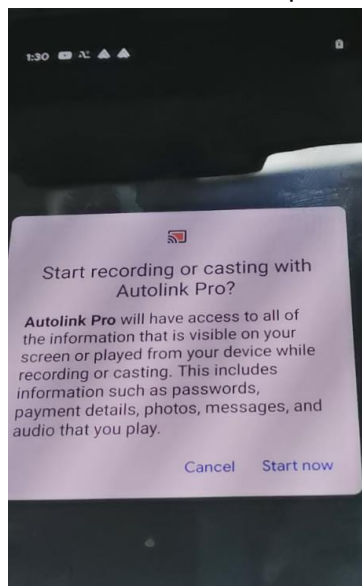 1:30
Start recording or casting with
Autolink Pro?
Autolink Pro will have access to all of
the information that is visible on your
screen or played from your device while
recording or casting. This includes
information such as passwords,
payment details, photos, messages, and
audio that you play.
Cancel Start now